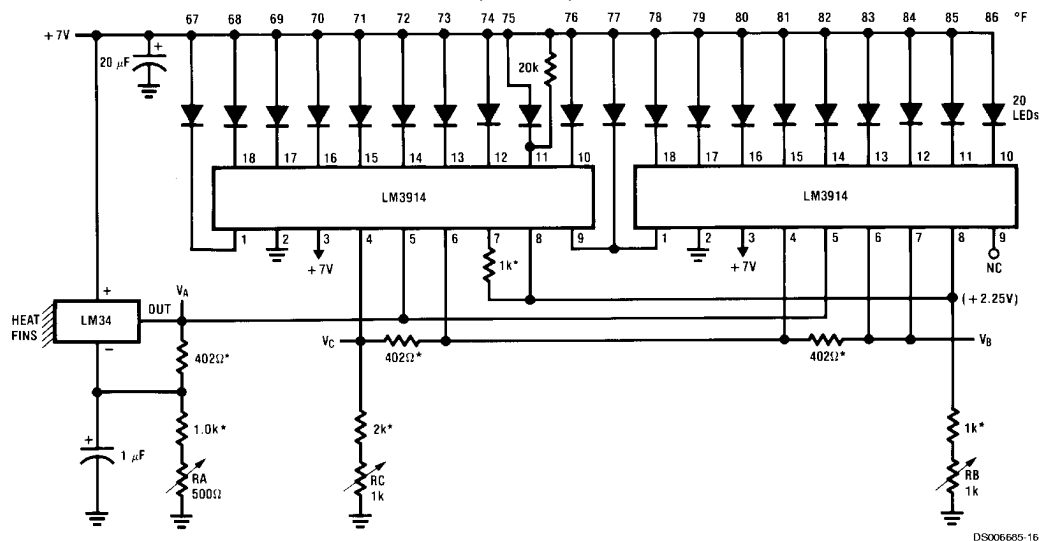 67 68 69 70 71 72 73 74 75 76 77 78 79 80 81 82 83 84 85 86 °F
+7V
+
20 μF
20k
20
LEDs
18 17 16 15 14 13 12 11 10
18 17 16 15 14 13 12 11 10
LM3914
LM3914
1 2 3 4 5 6 7 8 9
1 2 3 4 5 6 7 8 9
+7V
1k*
+7V
NC
VA
+
OUT
(+2.25V)
HEAT
FINS
LM34
−
402Ω*
VC
402Ω*
402Ω*
VB
1.0k*
2k*
1k*
+
1 μF
RA
500Ω
RC
1k
RB
1k
DS006685-16